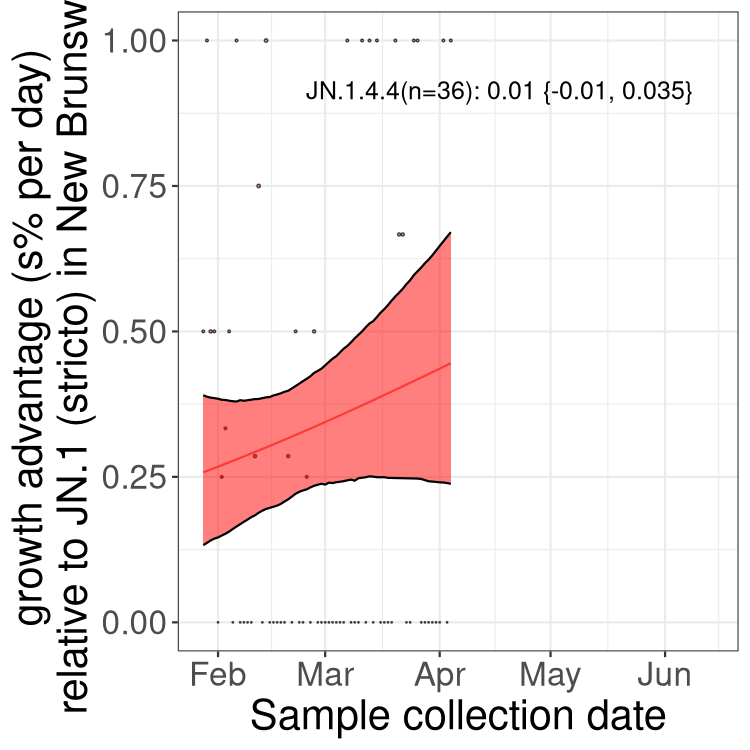 growth advantage (s% per day)
relative to JN.1 (stricto) in New Brunsw
1.00
0.75
0.50
0.25
0.00
JN.1.4.4(n=36): 0.01 {-0.01, 0.035}
Feb Mar Apr May Jun
Sample collection date